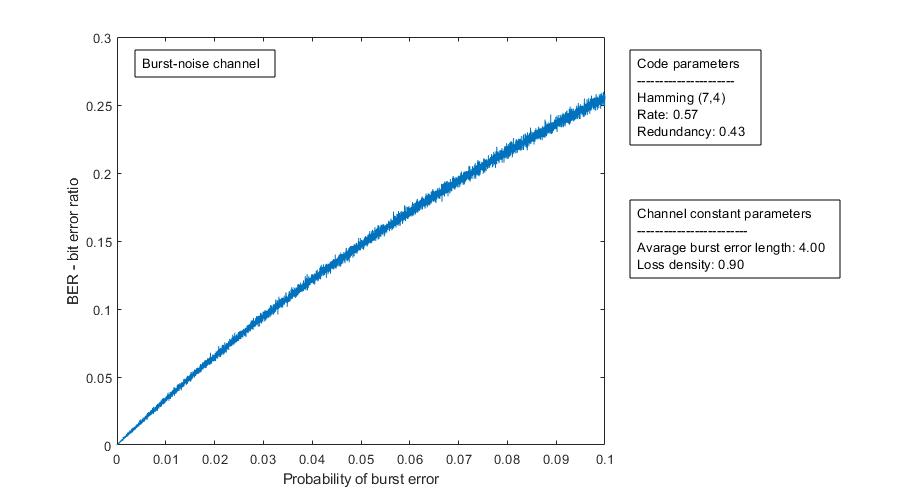 0.3
0.25
0.2
0.15
0.1
0.05
0
BER - bit error ratio
Burst-noise channel
0 0.01 0.02 0.03 0.04 0.05 0.06 0.07 0.08 0.09 0.1
Probability of burst error
Code parameters
----------------------
Hamming (7,4)
Rate: 0.57
Redundancy: 0.43
Channel constant parameters
-------------------------
Avarage burst error length: 4.00
Loss density: 0.90